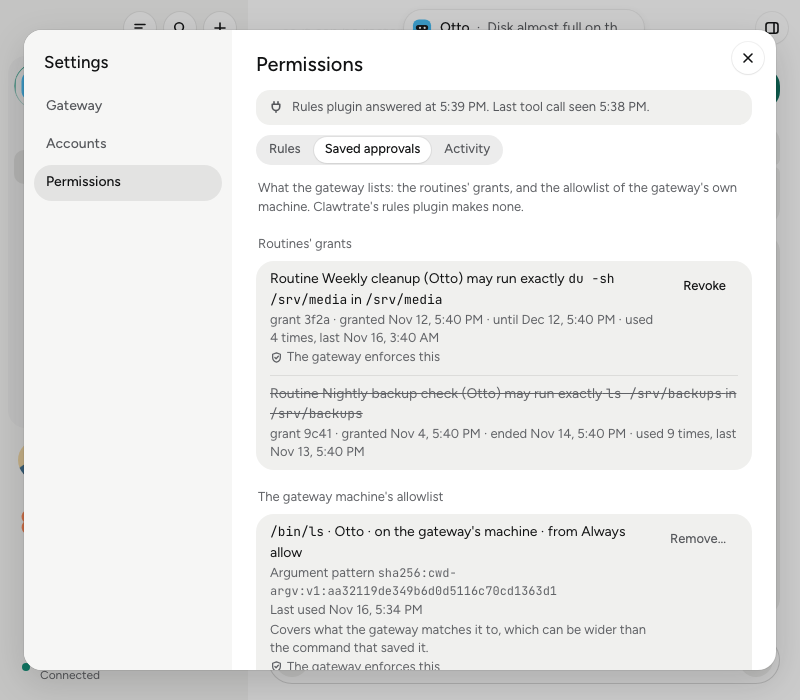 Otto · Disk almost full on th
Settings
Gateway
Accounts
Permissions
Permissions
Rules plugin answered at 5:39 PM. Last tool call seen 5:38 PM.
Rules Saved approvals Activity
What the gateway lists: the routines' grants, and the allowlist of the gateway's own
machine. Clawtrate's rules plugin makes none.
Routines' grants
Routine Weekly cleanup (Otto) may run exactly du -sh
/srv/media in /srv/media
Revoke
grant 3f2a · granted Nov 12, 5:40 PM · until Dec 12, 5:40 PM · used
4 times, last Nov 16, 3:40 AM
The gateway enforces this
Routine Nightly backup check (Otto) may run exactly ls /srv/backups in
/srv/backups
grant 9c41 · granted Nov 4, 5:40 PM · ended Nov 14, 5:40 PM · used 9 times, last
Nov 13, 5:40 PM
The gateway machine's allowlist
/bin/ls · Otto · on the gateway's machine · from Always
allow
Remove...
Argument pattern sha256:cwd-
argv:v1:aa32119de349b6d0d5116c70cd1363d1
Last used Nov 16, 5:34 PM
Covers what the gateway matches it to, which can be wider than
the command that saved it.
The gateway enforces this
Connected